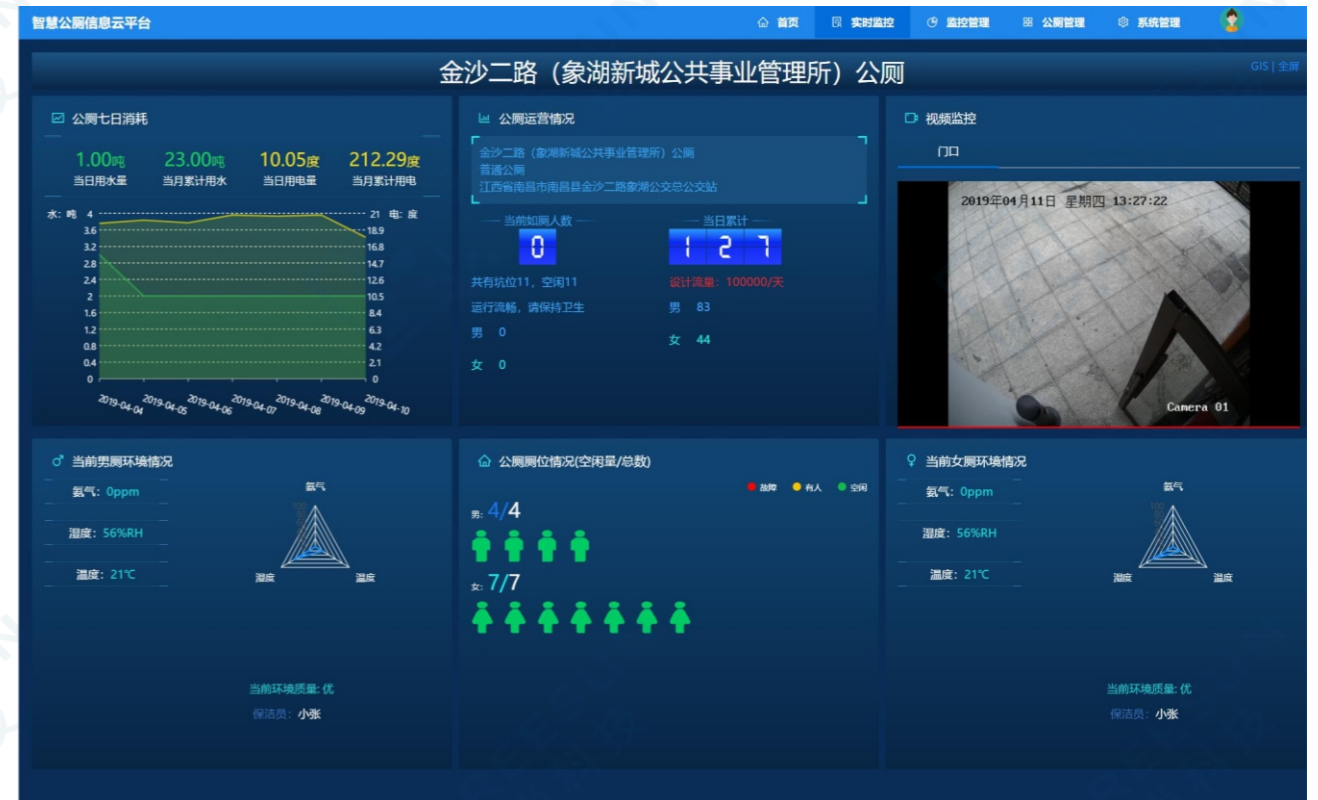 智慧公厕信息云平台
首页
实时监控
监控管理
公厕管理
系统管理
金沙二路（象湖新城公共事业管理所）公厕
GIS | 全屏
公厕七日消耗
1.00吨 23.00吨 10.05度 212.29度
当日用水量 当月累计用水 当日用电量 当月累计用电
水: 吨 4 21 电: 度
3.6 18.9
3.2 16.8
2.8 14.7
2.4 12.6
2 10.5
1.6 8.4
1.2 6.3
0.8 4.2
0.4 2.1
0 0
2019-04-04 2019-04-05 2019-04-06 2019-04-07 2019-04-08 2019-04-09 2019-04-10
公厕运营情况
金沙二路（象湖新城公共事业管理所）公厕
普通公厕
江西省南昌市南昌县金沙二路象湖公交总公交站
当前如厕人数 当日累计
0 1 2 7
共有坑位11，空闲11 设计流量：100000/天
运行流畅，请保持卫生 男 83
男 0
女 44
女 0
视频监控
门口
2019年04月11日 星期四 13:27:22
Camera 01
当前男厕环境情况
氨气：0ppm
湿度：56%RH
温度：21℃
氨气
100
湿度 温度
当前环境质量: 优
保洁员：小张
公厕厕位情况(空闲量/总数)
故障 有人 空闲
男: 4/4
女: 7/7
当前女厕环境情况
氨气：0ppm
湿度：56%RH
温度：21℃
氨气
100
湿度 温度
当前环境质量: 优
保洁员：小张